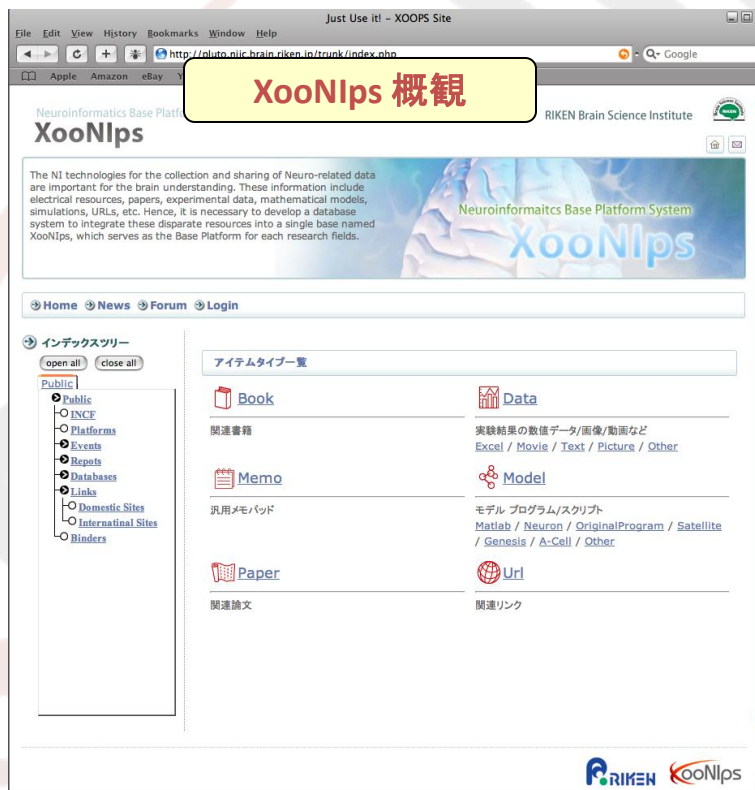 Just Use it! – XOOPS Site
File Edit View History Bookmarks Window Help
http://pluto.niic.brain.riken.jp/trunk/index.php
Google
Apple Amazon eBay
XooNIps 概観
Neuroinformatics Base
XooNIps
RIKEN Brain Science Institute
The NI technologies for the collection and sharing of Neuro-related data
are important for the brain understanding. These information include
electrical resources, papers, experimental data, mathematical models,
simulations, URLs, etc. Hence, it is necessary to develop a database
system to integrate these disparate resources into a single base named
XooNIps, which serves as the Base Platform for each research fields.
Neuroinformaitcs Base Platform System
XooNIps
Home News Forum Login
インデックスツリー
open all close all
Public
Public
INCF
Platforms
Events
Repots
Databases
Links
Domestic Sites
Internatinal Sites
Binders
アイテムタイプ一覧
Book
関連書籍
Data
実験結果の数値データ/画像/動画など
Excel / Movie / Text / Picture / Other
Memo
汎用メモパッド
Model
モデル プログラム/スクリプト
Matlab / Neuron / OriginalProgram / Satellite
/ Genesis / A-Cell / Other
Paper
関連論文
Url
関連リンク
RIKEN XooNIps